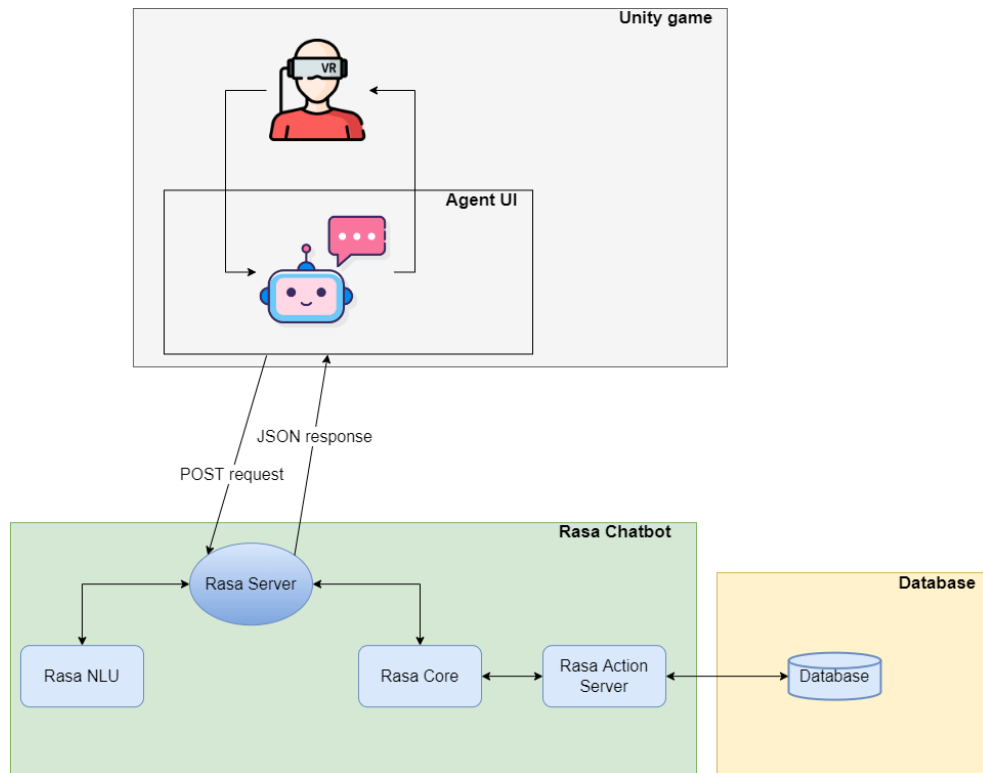 Unity game
VR
Agent UI
JSON response
POST request
Rasa Chatbot
Rasa Server
Database
Rasa NLU
Rasa Core
Rasa Action
Server
Database